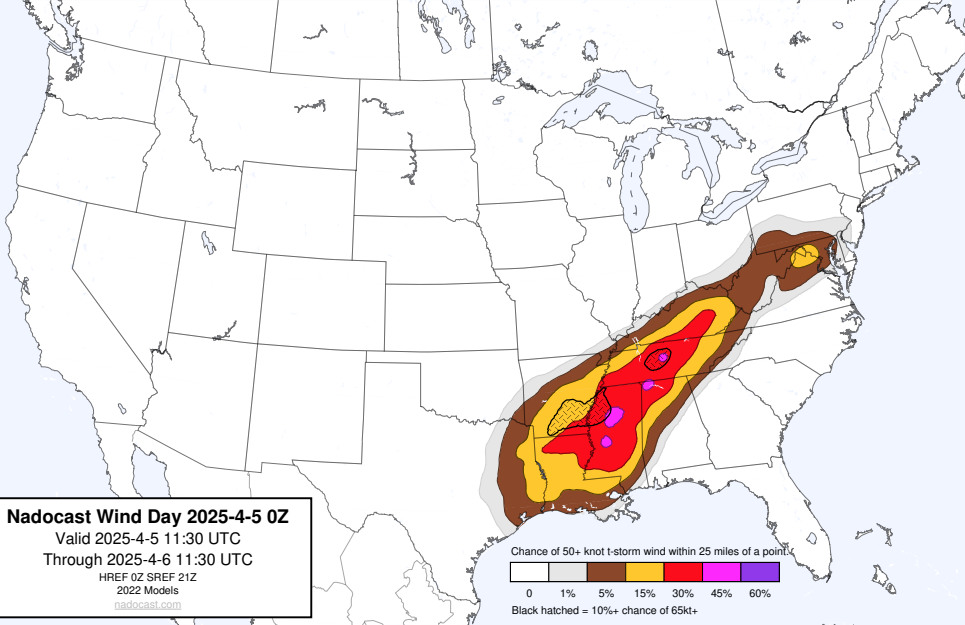 Nadocast Wind Day 2025-4-5 0Z
Valid 2025-4-5 11:30 UTC
Through 2025-4-6 11:30 UTC
HREF 0Z SREF 21Z
2022 Models
nadocast.com
Chance of 50+ knot t-storm wind within 25 miles of a point.
0 1% 5% 15% 30% 45% 60%
Black hatched = 10%+ chance of 65kt+